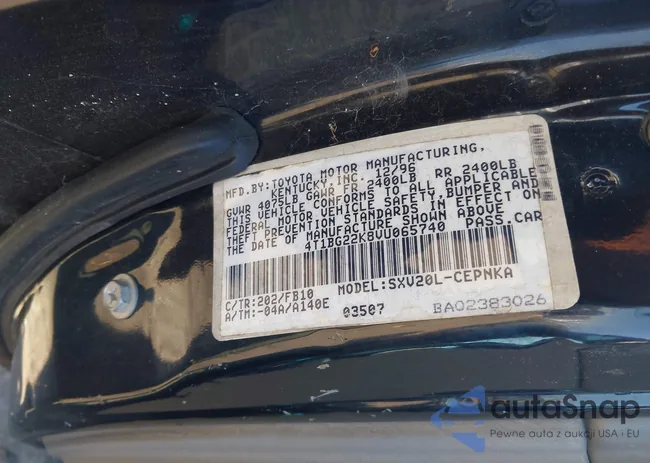 MFD.BY:TOYOTA MOTOR MANUFACTURING,
KENTUCKY,INC. 12/96
GVWR 4075LB GAWR FR 2400LB RR 2400LB
THIS VEHICLE CONFORMS TO ALL APPLICABLE
FEDERAL MOTOR VEHICLE SAFETY, BUMPER AND
THEFT PREVENTION STANDARDS IN EFFECT ON
THE DATE OF MANUFACTURE SHOWN ABOVE
4T1BG22K8VU065740 PASS.CAR
C/TR:202/FB10 MODEL:SXV20L-CEPNKA
A/TM:-04A/A140E 03507 BA02383026
autaSnap
Pewne auta z aukcji USA i EU